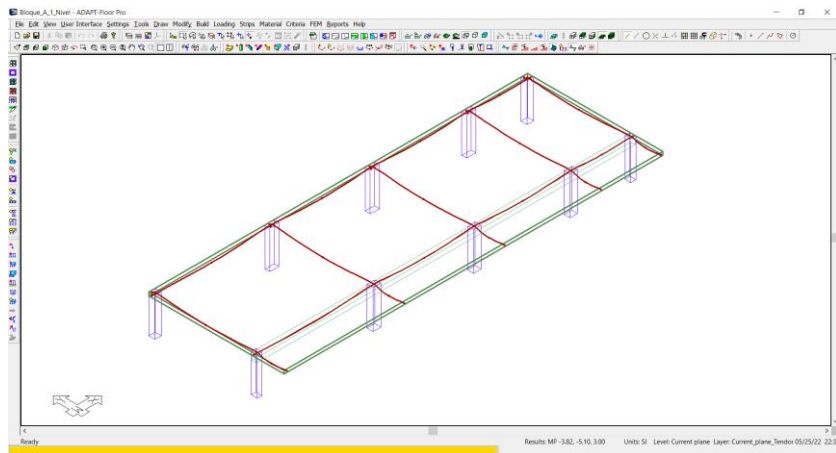 Bloque_A_1_Nivel - ADAPT-Floor Pro
File Edit View User Interface Settings Tools Draw Modify Build Loading Strips Material Criteria FEM Reports Help
Ready Results: MP -3.82, -5.10, 3.00 Units: SI Level: Current plane Layer: Current_plane_Tendor 05/25/22 22:3